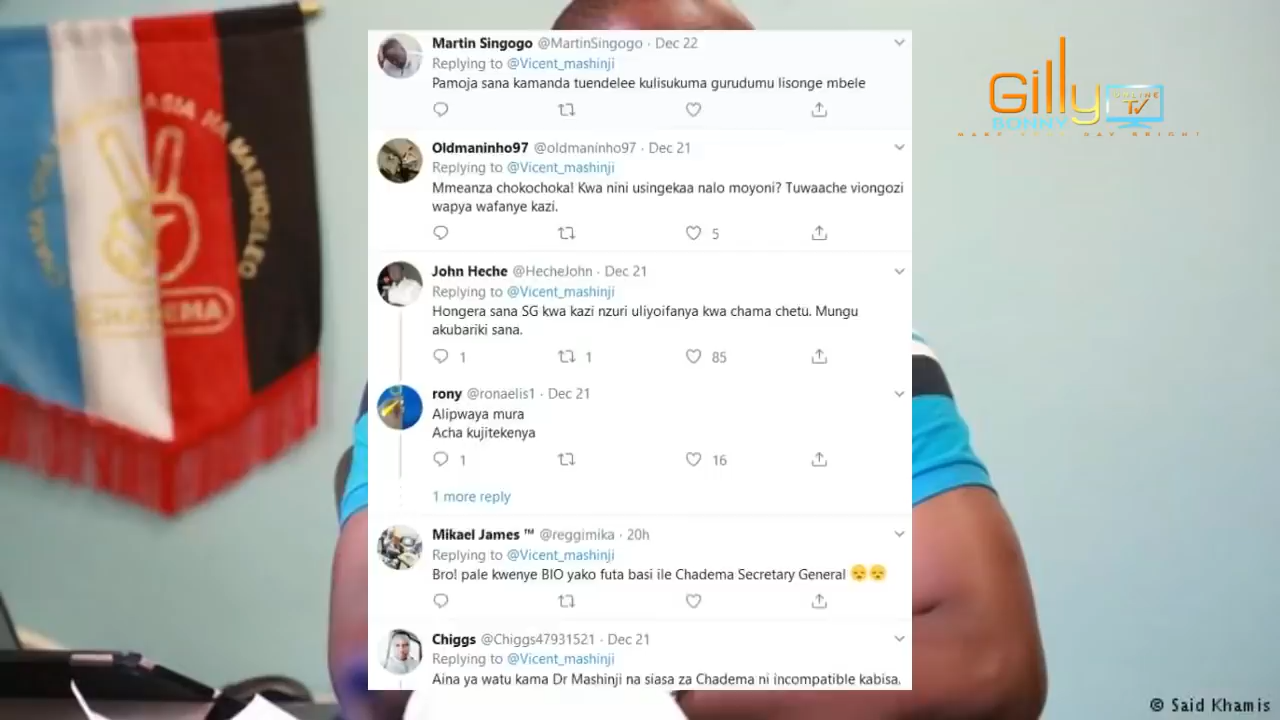 Martin Singogo @MartinSingogo · Dec 22
Replying to @Vicent_mashinji
Pamoja sana kamanda tuendelee kulisukuma gurudumu lisonge mbele
Oldmaninho97 @oldmaninho97 · Dec 21
Replying to @Vicent_mashinji
Mmeanza chokochoka! Kwa nini usingekaa nalo moyoni? Tuwaache viongozi
wapya wafanye kazi.
5
John Heche @HecheJohn · Dec 21
Replying to @Vicent_mashinji
Hongera sana SG kwa kazi nzuri uliyoifanya kwa chama chetu. Mungu
akubariki sana.
1 1 85
rony @ronaelis1 · Dec 21
Alipwaya mura
Acha kujitekenya
1 16
1 more reply
Mikael James ™ @reggimika · 20h
Replying to @Vicent_mashinji
Bro! pale kwenye BIO yako futa basi ile Chadema Secretary General 😞😞
Chiggs @Chiggs47931521 · Dec 21
Replying to @Vicent_mashinji
Aina ya watu kama Dr Mashinji na siasa za Chadema ni incompatible kabisa.
Gilly
BONNY
ONLINE
TV
NA MAENDELEO
CHADEMA
© Said Khamis